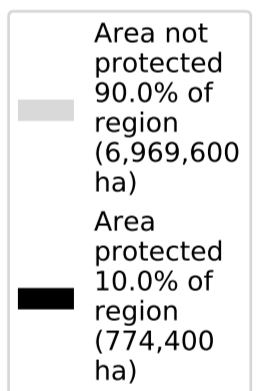 Area not
protected
90.0% of
region
(6,969,600
ha)
Area
protected
10.0% of
region
(774,400
ha)